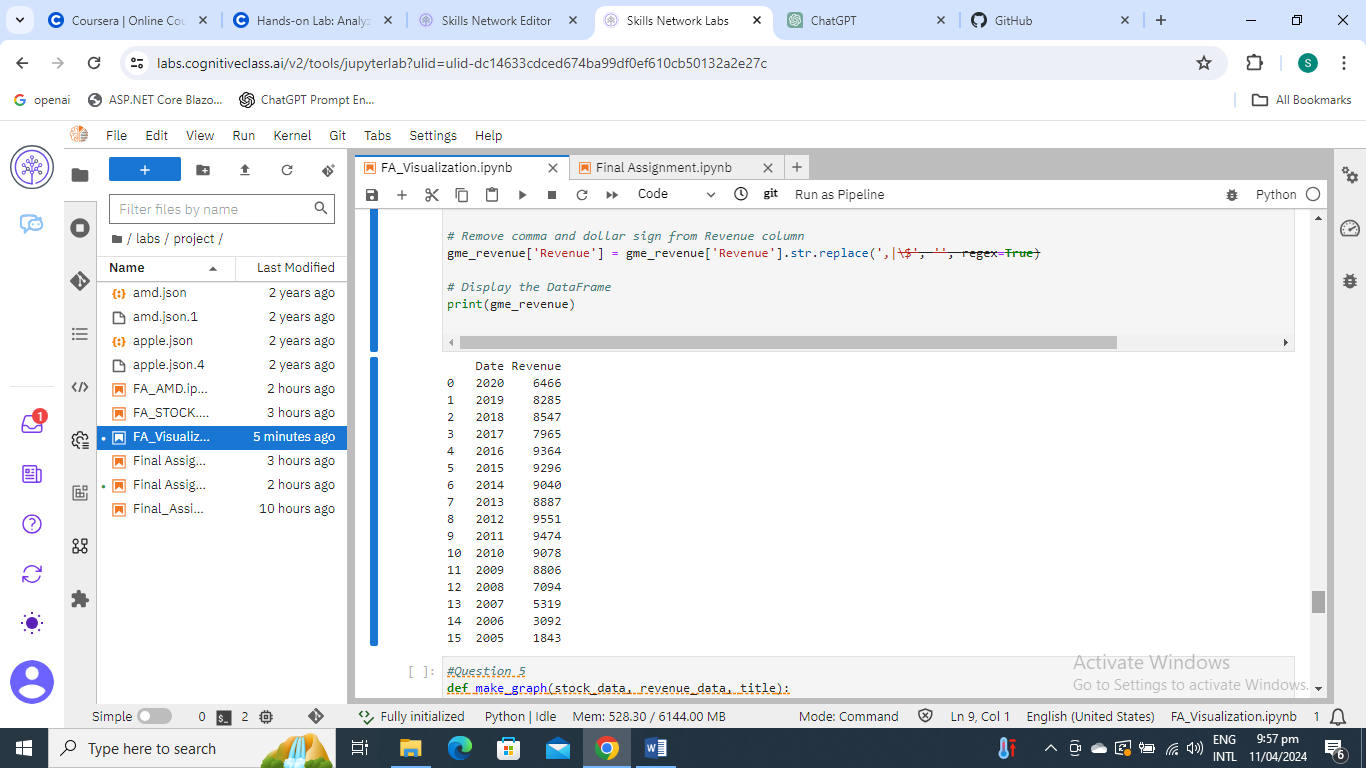 Coursera | Online Cou
Hands-on Lab: Analyz
Skills Network Editor
Skills Network Labs
ChatGPT
GitHub
labs.cognitiveclass.ai/v2/tools/jupyterlab?ulid=ulid-dc14633cdced674ba99df0ef610cb50132a2e27c
S
openai
ASP.NET Core Blazo...
ChatGPT Prompt En...
All Bookmarks
File Edit View Run Kernel Git Tabs Settings Help
FA_Visualization.ipynb
Final Assignment.ipynb
Filter files by name
Code
git
Run as Pipeline
Python
/ labs / project /
Name Last Modified
amd.json 2 years ago
amd.json.1 2 years ago
apple.json 2 years ago
apple.json.4 2 years ago
FA_AMD.ip... 2 hours ago
FA_STOCK.... 3 hours ago
FA_Visualiz... 5 minutes ago
Final Assig... 3 hours ago
Final Assig... 2 hours ago
Final_Assi... 10 hours ago
1
# Remove comma and dollar sign from Revenue column
gme_revenue['Revenue'] = gme_revenue['Revenue'].str.replace(',|\$', '', regex=True)
# Display the DataFrame
print(gme_revenue)
Date Revenue
0 2020 6466
1 2019 8285
2 2018 8547
3 2017 7965
4 2016 9364
5 2015 9296
6 2014 9040
7 2013 8887
8 2012 9551
9 2011 9474
10 2010 9078
11 2009 8806
12 2008 7094
13 2007 5319
14 2006 3092
15 2005 1843
[ ]:
#Question 5
def make_graph(stock_data, revenue_data, title):
Activate Windows
Go to Settings to activate Windows.
Simple 0 2 Fully initialized Python | Idle Mem: 528.30 / 6144.00 MB Mode: Command Ln 9, Col 1 English (United States) FA_Visualization.ipynb 1
Type here to search
ENG
INTL
9:57 pm
11/04/2024
6